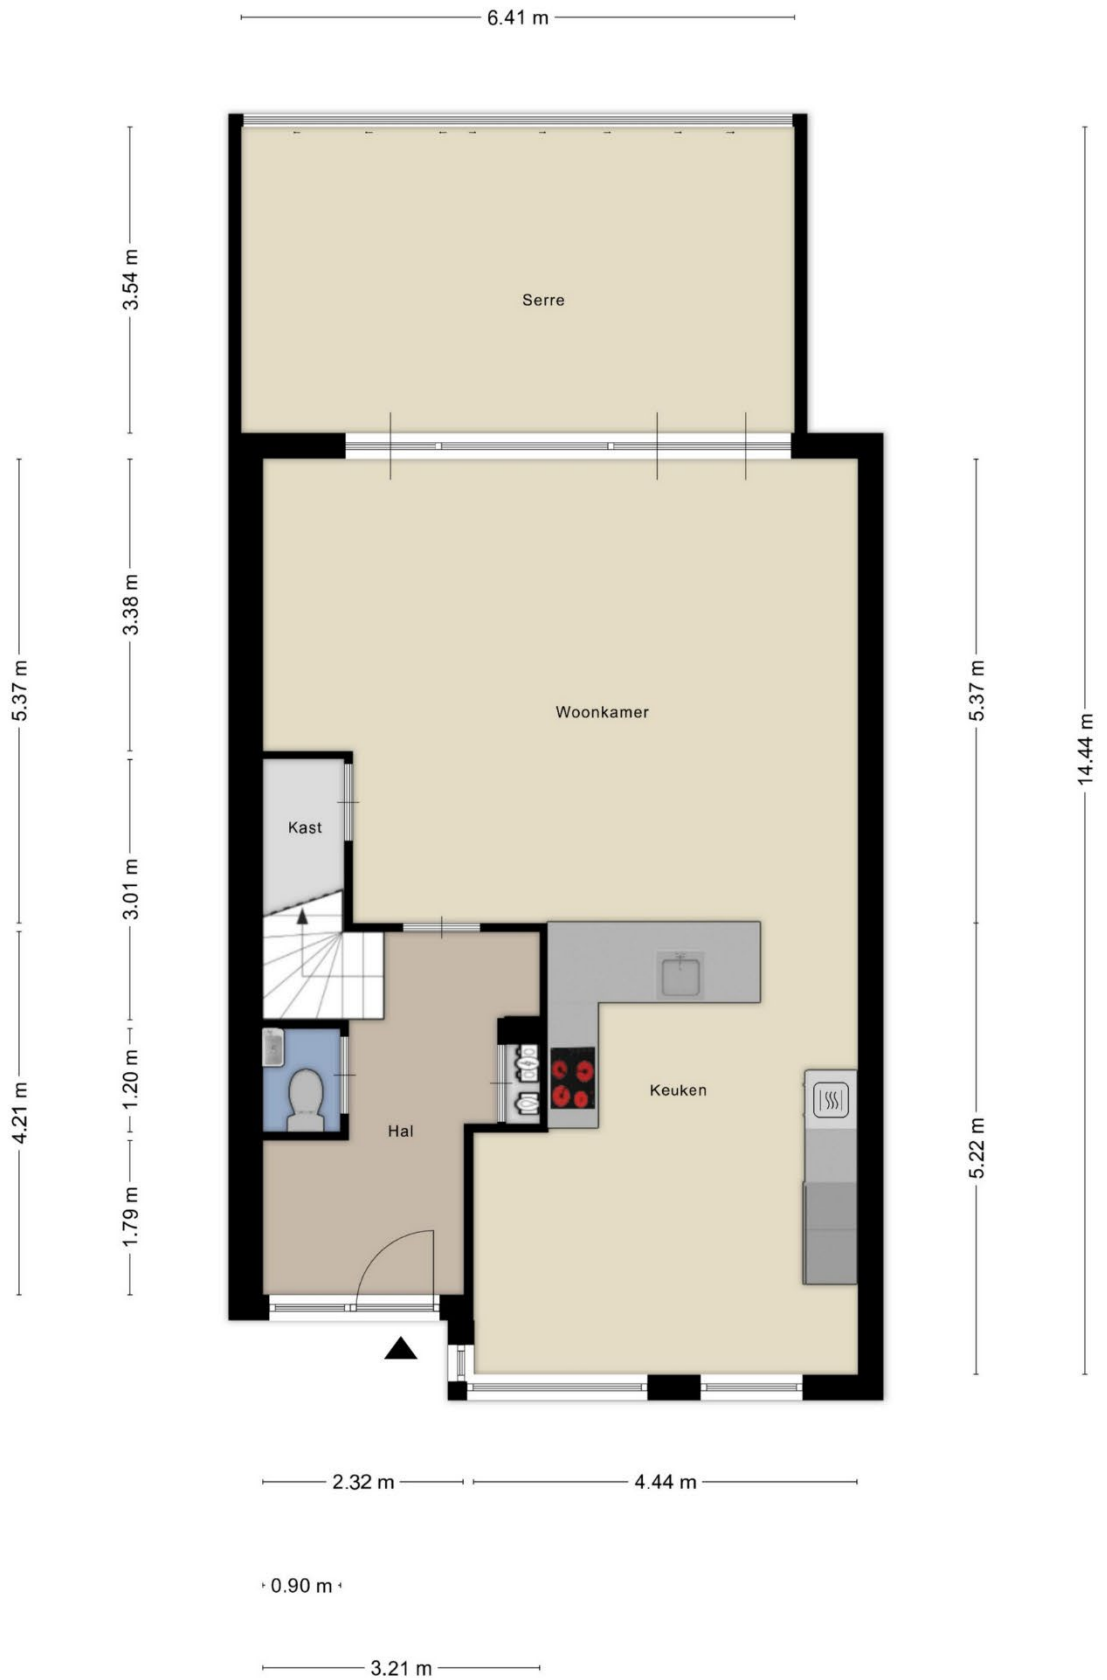 6.41 m
3.54 m
Serre
3.38 m
5.37 m
5.37 m
Woonkamer
14.44 m
Kast
3.01 m
Keuken
1.20 m
4.21 m
Hal
5.22 m
1.79 m
2.32 m
4.44 m
0.90 m
3.21 m